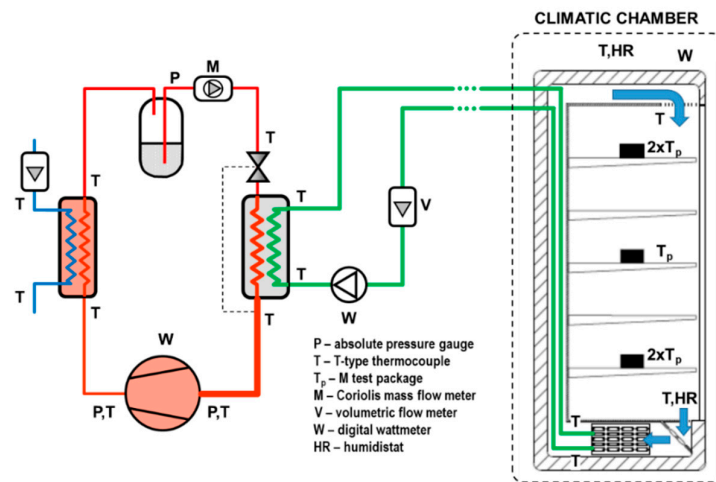 CLIMATIC CHAMBER
T,HR
W
M
P
T
2xTp
T
T
T
T
T
V
Tp
T
T
T
T
W
W
P – absolute pressure gauge
T – T-type thermocouple
Tp – M test package
M – Coriolis mass flow meter
V – volumetric flow meter
W – digital wattmeter
HR – humidistat
2xTp
P,T
P,T
T,HR
T
T